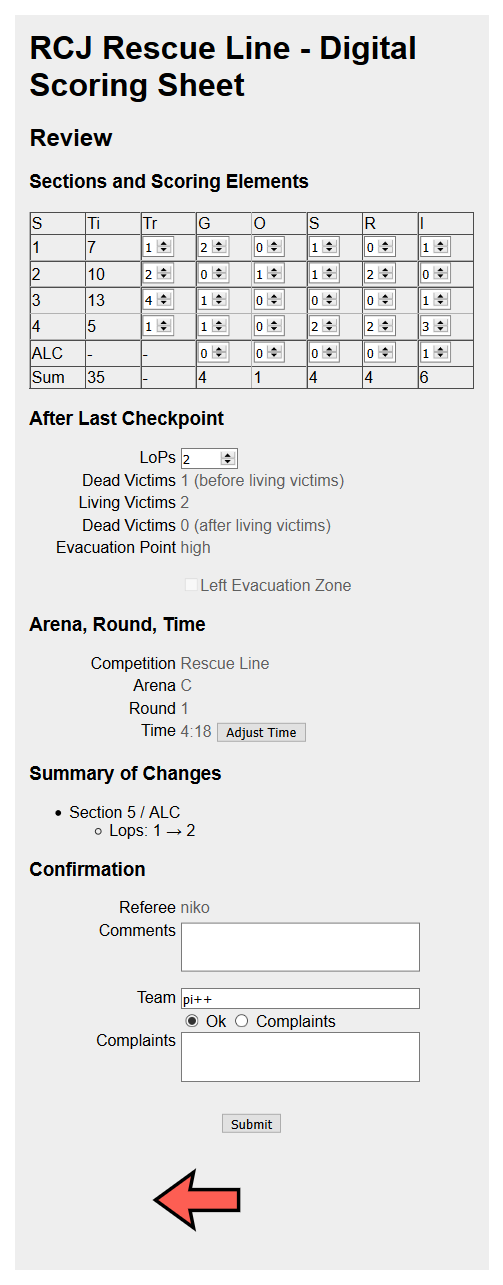 RCJ Rescue Line - Digital
Scoring Sheet
Review
Sections and Scoring Elements
S Ti Tr G O S R I
1 7 1 2 0 1 0 1
2 10 2 0 1 1 2 0
3 13 4 1 0 0 0 1
4 5 1 1 0 2 2 3
ALC - - 0 0 0 0 1
Sum 35 - 4 1 4 4 6
After Last Checkpoint
LoPs 2
Dead Victims 1 (before living victims)
Living Victims 2
Dead Victims 0 (after living victims)
Evacuation Point high
Left Evacuation Zone
Arena, Round, Time
Competition Rescue Line
Arena C
Round 1
Time 4:18 Adjust Time
Summary of Changes
• Section 5 / ALC
◦ Lops: 1 → 2
Confirmation
Referee niko
Comments
Team pi++
Ok Complaints
Complaints
Submit